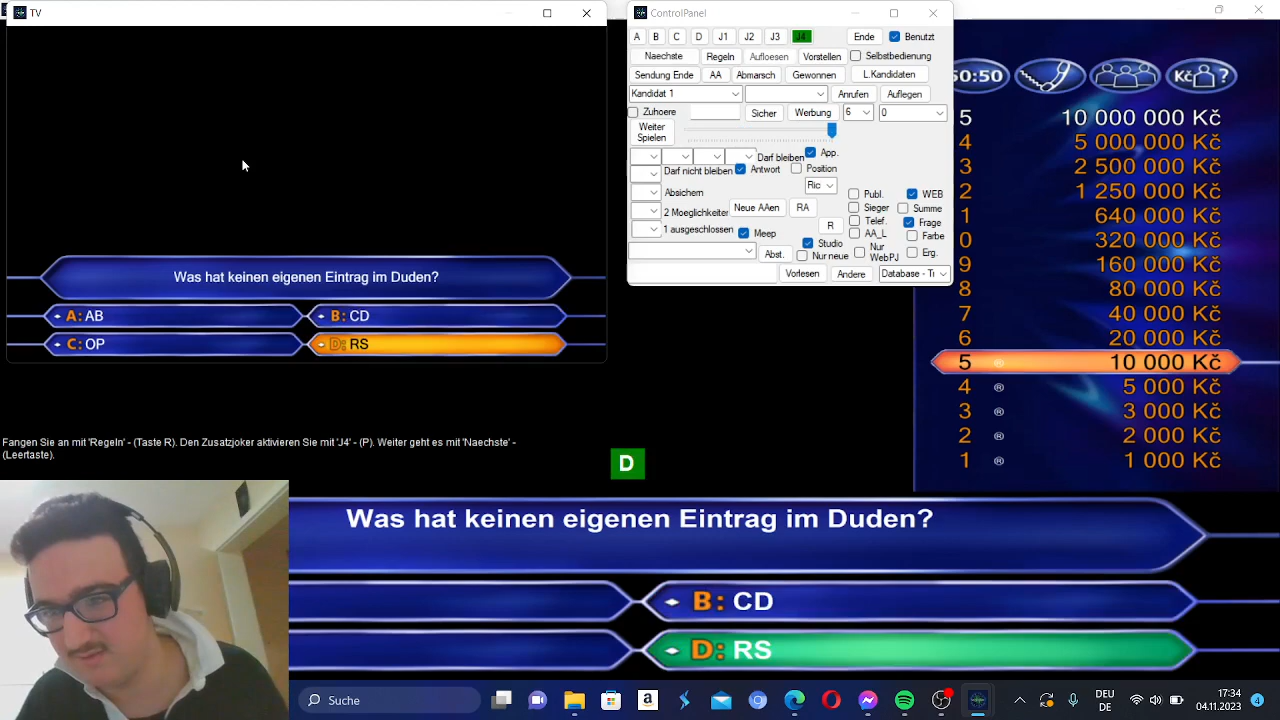 TV
ControlPanel
A B C D J1 J2 J3 J4 Ende Benutzt
Naechste Regeln Aufloesen Vorstellen Selbstbedienung
Sendung Ende AA Abmarsch Gewonnen L.Kandidaten
Kandidat 1 Anrufen Auflegen
Zuhoere Sicher Werbung 6 0
Weiter
Spielen
Darf bleiben App.
Darf nicht bleiben Antwort Position
Absichern Ric
Publ. WEB
2 Moeglichkeiten Neue AAen RA Sieger Summe
Telef. Frage
1 ausgeschlossen Meep R AA_L Farbe
Studio
Abst. Nur neue Nur
WebPJ Erg.
Vorlesen Andere Database - Tr
50:50 Kč ?
5 10 000 000 Kč
4 5 000 000 Kč
3 2 500 000 Kč
2 1 250 000 Kč
1 640 000 Kč
0 320 000 Kč
9 160 000 Kč
8 80 000 Kč
7 40 000 Kč
6 20 000 Kč
5 ® 10 000 Kč
4 ® 5 000 Kč
3 ® 3 000 Kč
2 ® 2 000 Kč
1 ® 1 000 Kč
Was hat keinen eigenen Eintrag im Duden?
A: AB B: CD
C: OP D: RS
Fangen Sie an mit 'Regeln' - (Taste R). Den Zusatzjoker aktivieren Sie mit 'J4' - (P). Weiter geht es mit 'Naechste' -
(Leertaste).
D
Was hat keinen eigenen Eintrag im Duden?
B: CD
D: RS
Suche
DEU
DE
17:34
04.11.2023
4